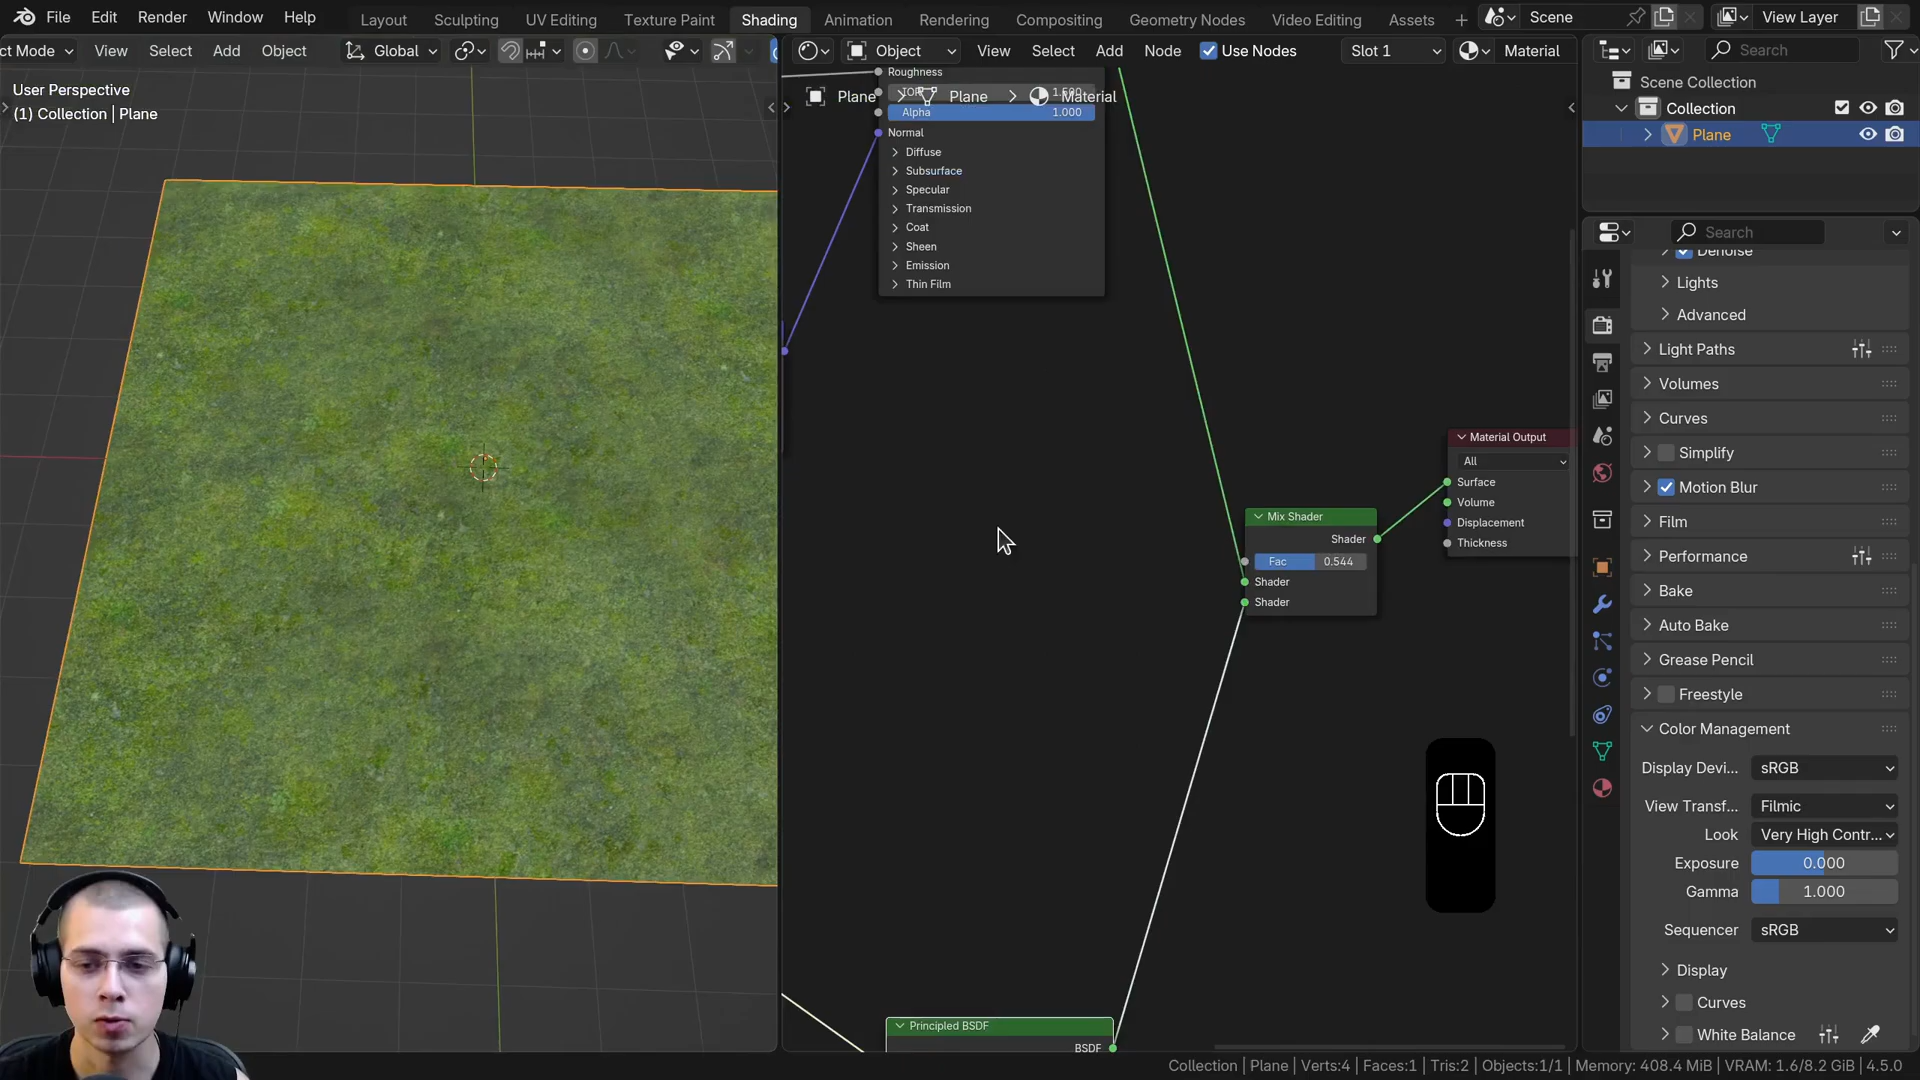 File Edit Render Window Help Layout Sculpting UV Editing Texture Paint Shading Animation Rendering Compositing Geometry Nodes Video Editing Assets Scene View Layer
ct Mode View Select Add Object Global Object View Select Add Node Use Nodes Slot 1 Material Search
User Perspective
(1) Collection | Plane
Plane Plane Material
Roughness
1.500
Alpha 1.000
Normal
Diffuse
Subsurface
Specular
Transmission
Coat
Sheen
Emission
Thin Film
Mix Shader
Shader
Fac 0.544
Shader
Shader
Material Output
All
Surface
Volume
Displacement
Thickness
Principled BSDF
BSDF
Scene Collection
Collection
Plane
Search
Denoise
Lights
Advanced
Light Paths
Volumes
Curves
Simplify
Motion Blur
Film
Performance
Bake
Auto Bake
Grease Pencil
Freestyle
Color Management
Display Devi... sRGB
View Transf... Filmic
Look Very High Contr...
Exposure 0.000
Gamma 1.000
Sequencer sRGB
Display
Curves
White Balance
Collection | Plane | Verts:4 | Faces:1 | Tris:2 | Objects:1/1 | Memory: 408.4 MiB | VRAM: 1.6/8.2 GiB | 4.5.0